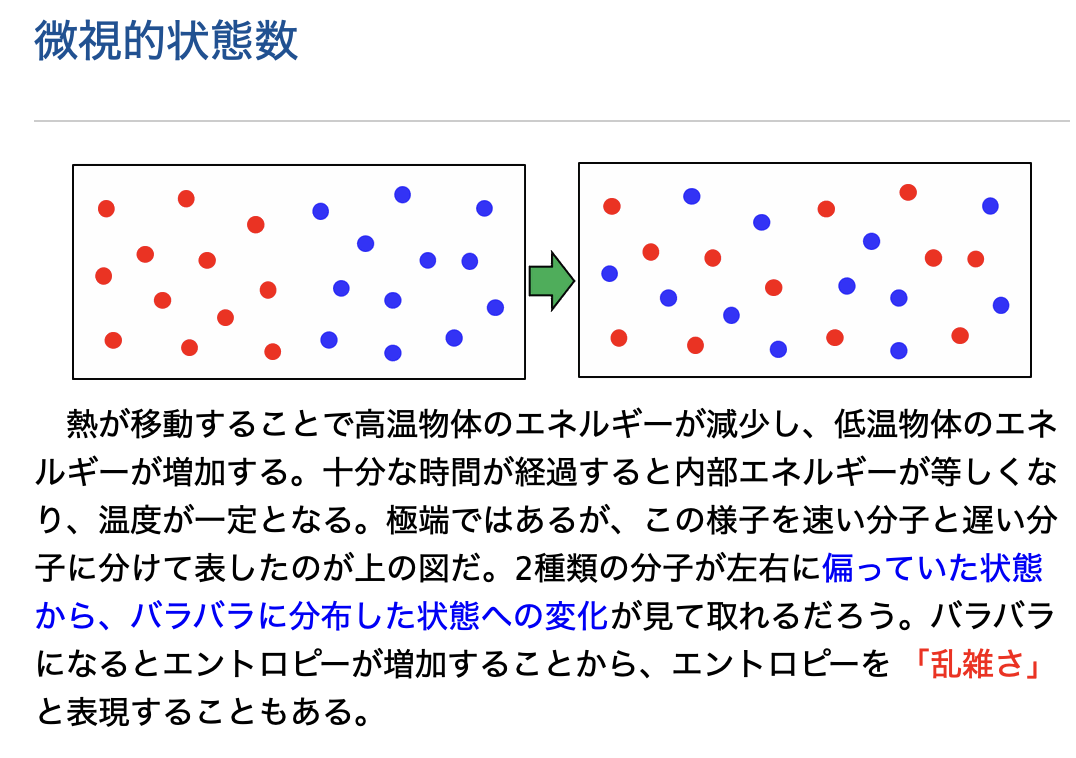 微視的状態数
　熱が移動することで高温物体のエネルギーが減少し、低温物体のエネ
ルギーが増加する。十分な時間が経過すると内部エネルギーが等しくな
り、温度が一定となる。極端ではあるが、この様子を速い分子と遅い分
子に分けて表したのが上の図だ。2種類の分子が左右に偏っていた状態
から、バラバラに分布した状態への変化が見て取れるだろう。バラバラ
になるとエントロピーが増加することから、エントロピーを「乱雑さ」
と表現することもある。